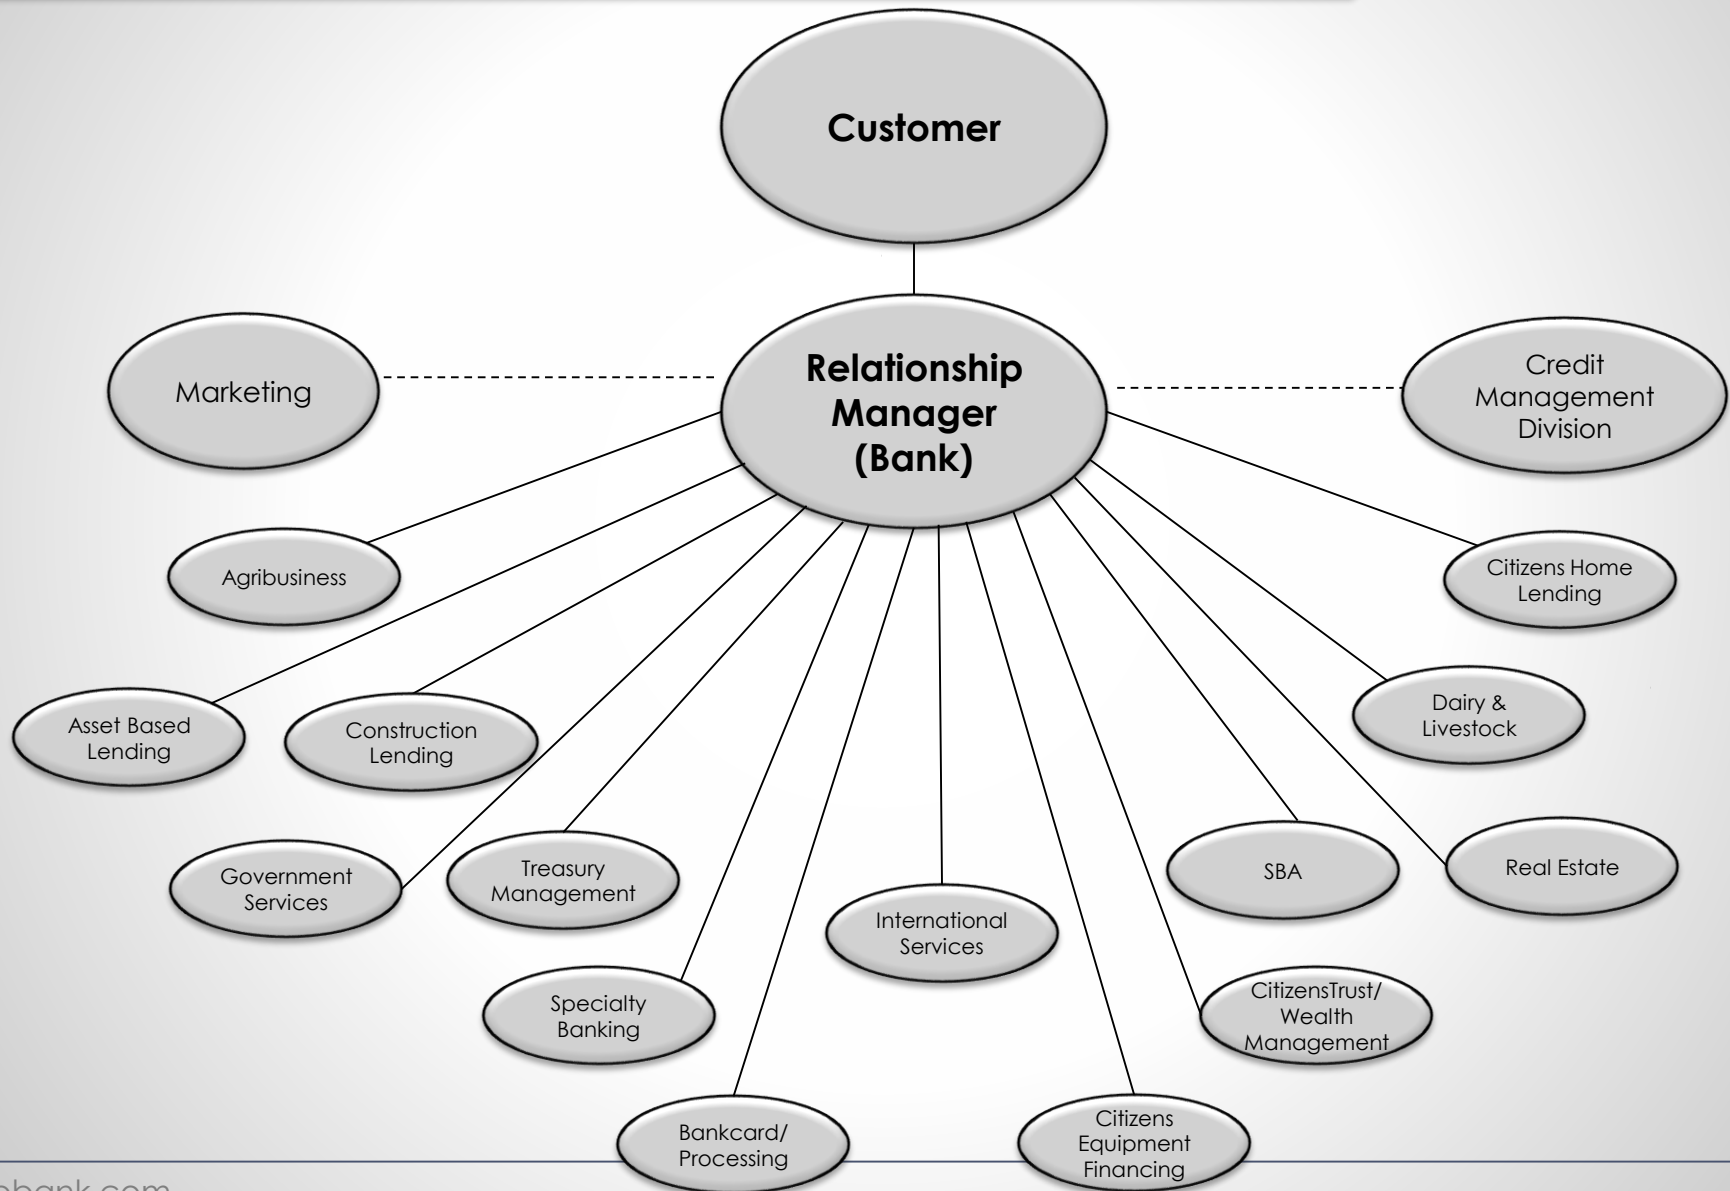 Customer
Relationship
Manager
(Bank)
Marketing
Credit
Management
Division
Agribusiness
Citizens Home
Lending
Asset Based
Lending
Construction
Lending
Dairy &
Livestock
Government
Services
Treasury
Management
International
Services
SBA
Real Estate
Specialty
Banking
CitizensTrust/
Wealth
Management
Bankcard/
Processing
Citizens
Equipment
Financing